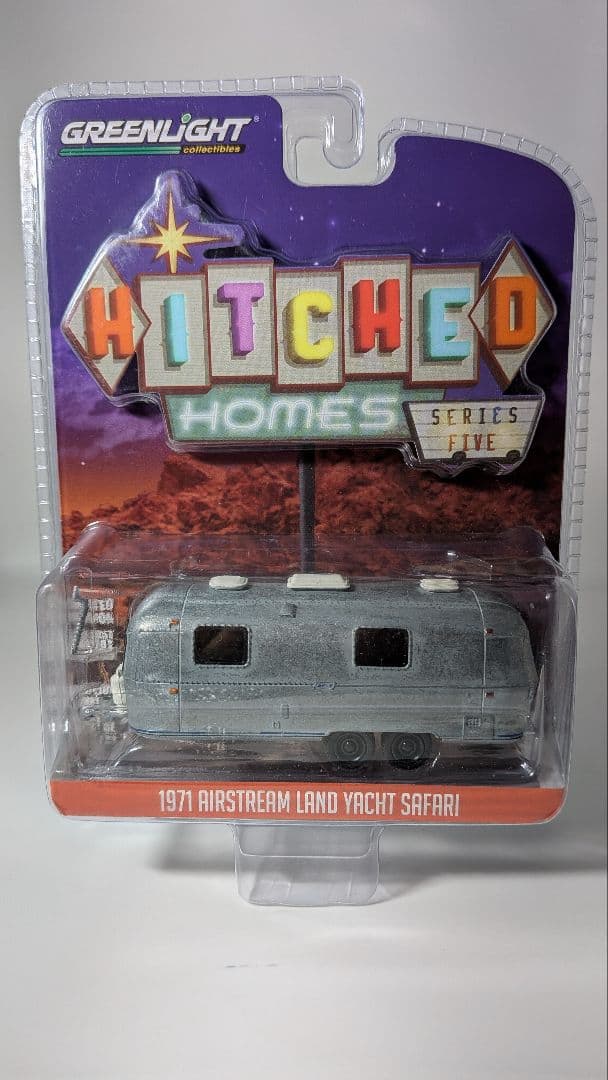 GREENLIGHT®
collectibles
HITCHED
HOMES
SERIES
FIVE
1971 AIRSTREAM LAND YACHT SAFARI